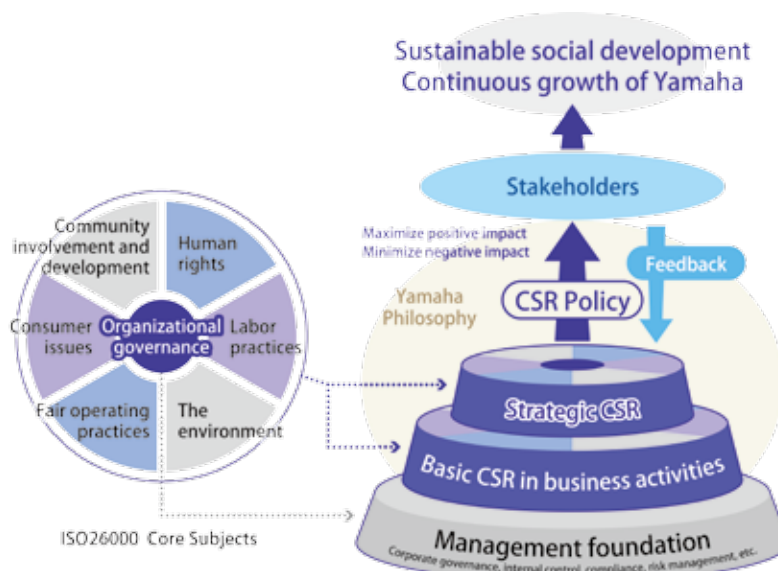 Sustainable social development
Continuous growth of Yamaha
Stakeholders
Maximize positive impact
Minimize negative impact
Feedback
CSR Policy
Yamaha
Philosophy
Strategic CSR
Basic CSR in business activities
Management foundation
Corporate governance, internal control, compliance, risk management, etc.
Community
involvement and
development
Human
rights
Consumer
issues
Organizational
governance
Labor
practices
Fair operating
practices
The
environment
ISO26000 Core Subjects